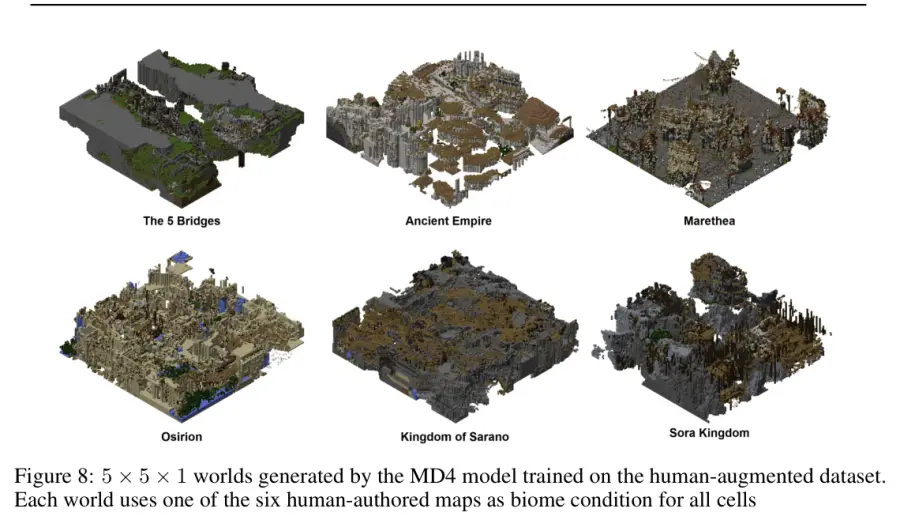 The 5 Bridges
Ancient Empire
Marethea
Osirion
Kingdom of Sarano
Sora Kingdom
Figure 8: 5 × 5 × 1 worlds generated by the MD4 model trained on the human-augmented dataset.
Each world uses one of the six human-authored maps as biome condition for all cells